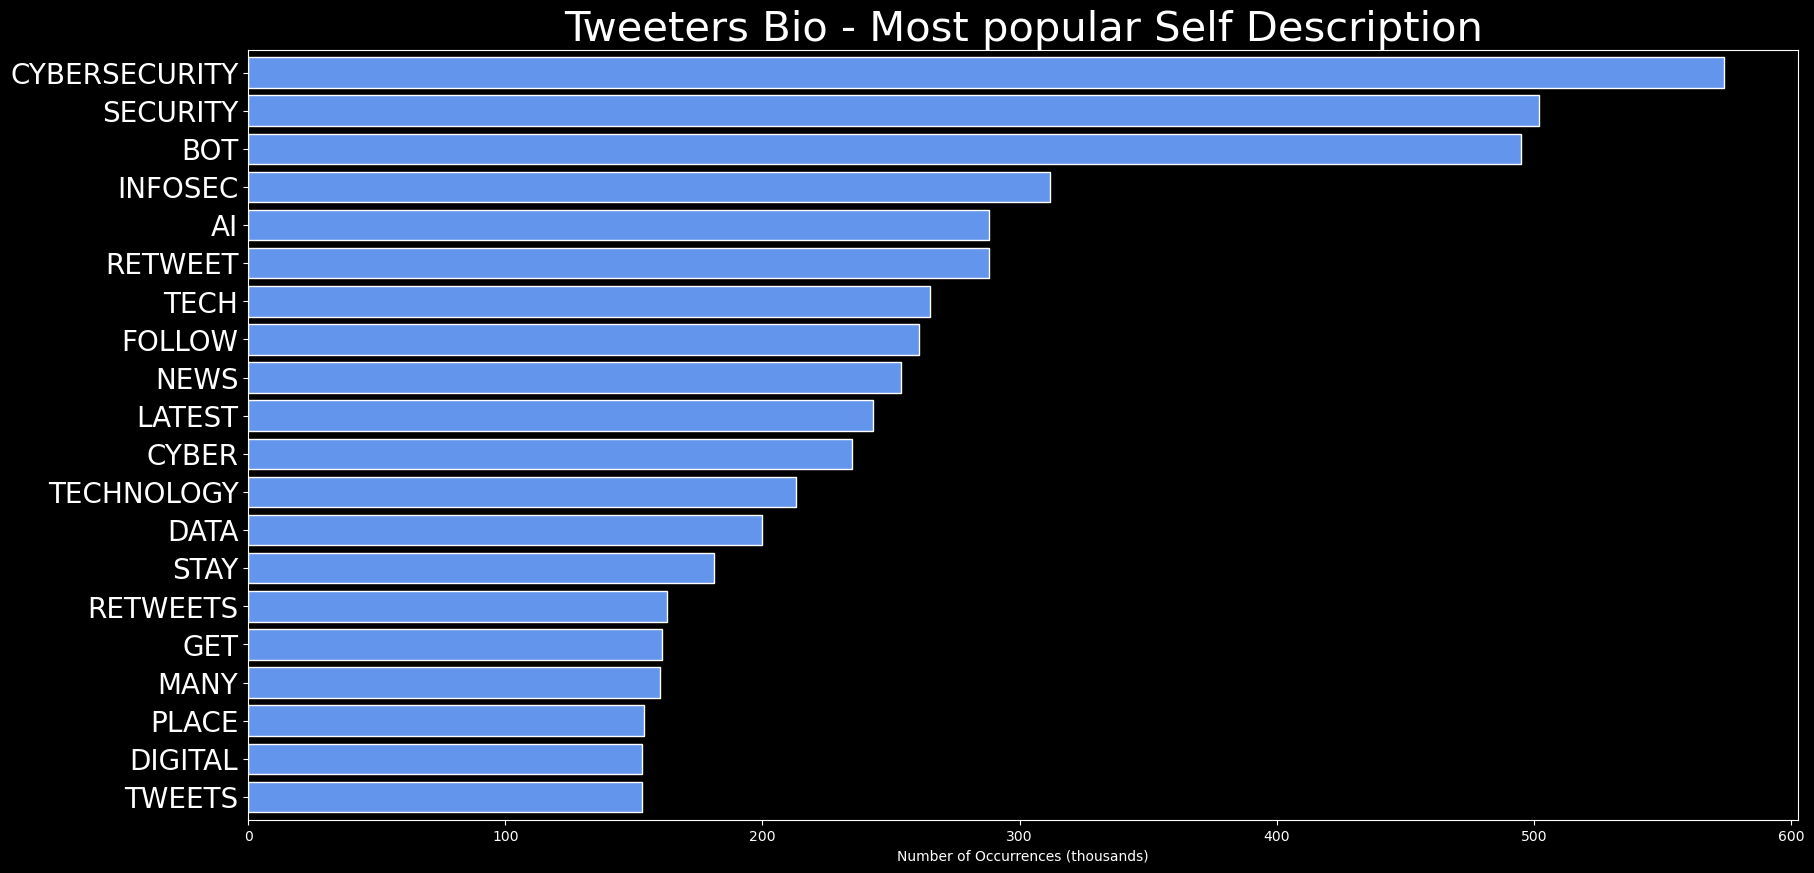 Tweeters Bio - Most popular Self Description
CYBERSECURITY
SECURITY
BOT
INFOSEC
AI
RETWEET
TECH
FOLLOW
NEWS
LATEST
CYBER
TECHNOLOGY
DATA
STAY
RETWEETS
GET
MANY
PLACE
DIGITAL
TWEETS
0 100 200 300 400 500 600
Number of Occurrences (thousands)